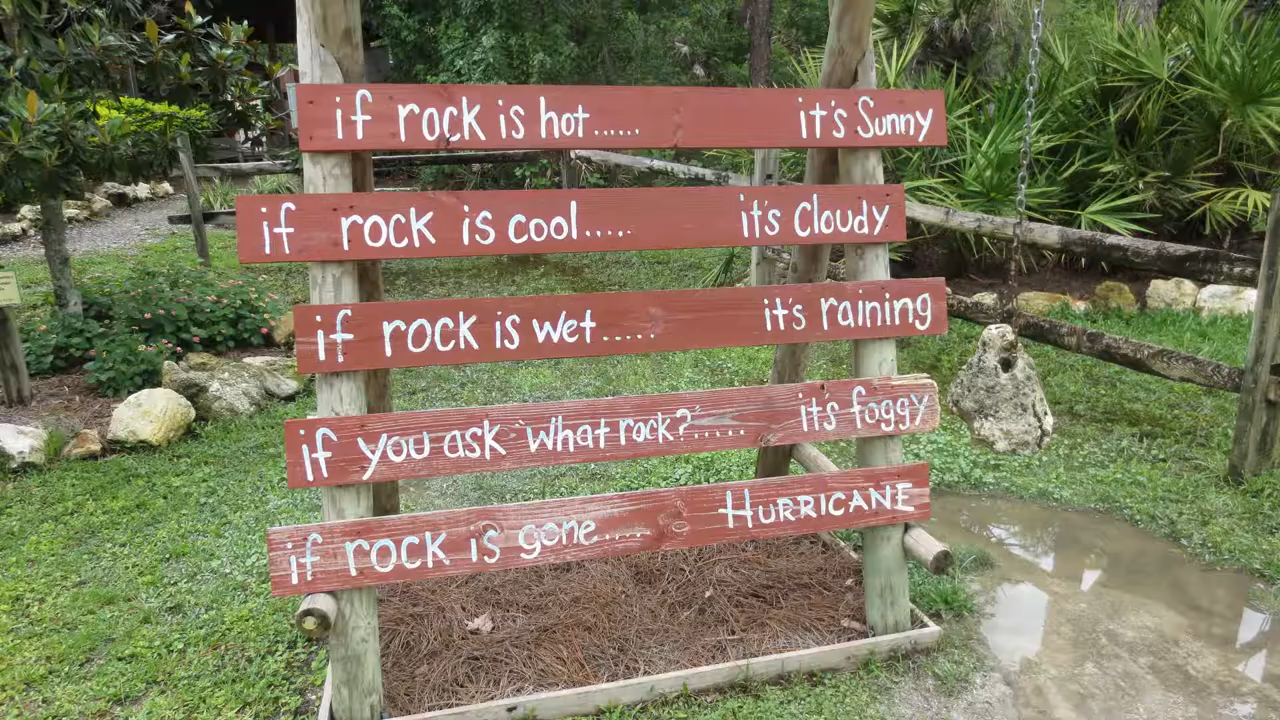 if rock is hot..... it's Sunny
if rock is cool..... it's Cloudy
if rock is wet..... it's raining
if you ask "What rock?"..... it's foggy
if rock is gone..... HURRICANE